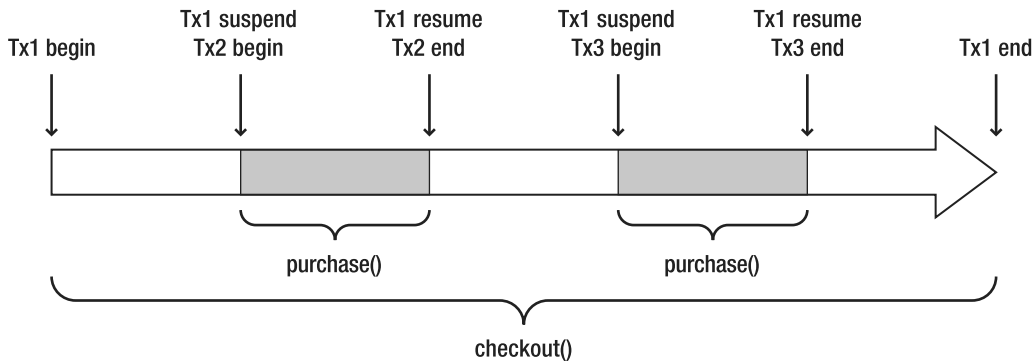 Tx1 suspend
Tx1 resume
Tx1 suspend
Tx1 resume
Tx1 begin
Tx2 begin
Tx2 end
Tx3 begin
Tx3 end
Tx1 end
purchase()
purchase()
checkout()